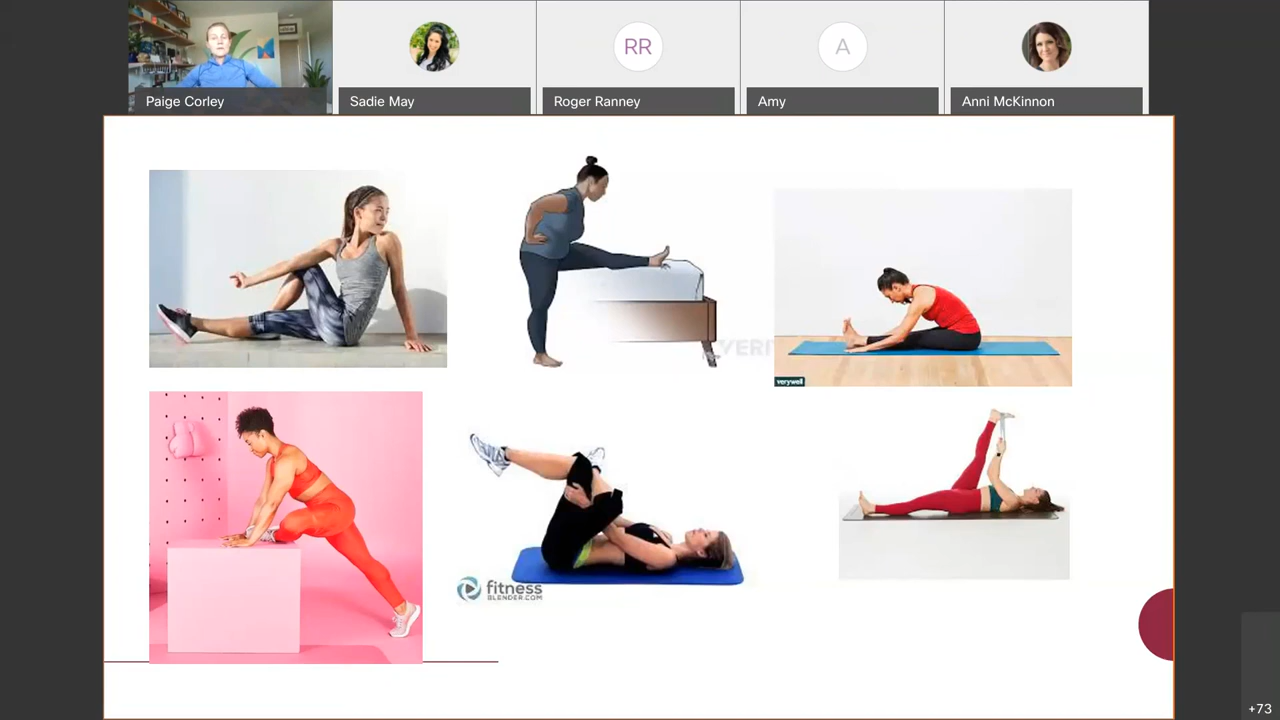 Paige Corley
Sadie May
RR
Roger Ranney
A
Amy
Anni McKinnon
verywell
fitness
BLENDER.COM
+73